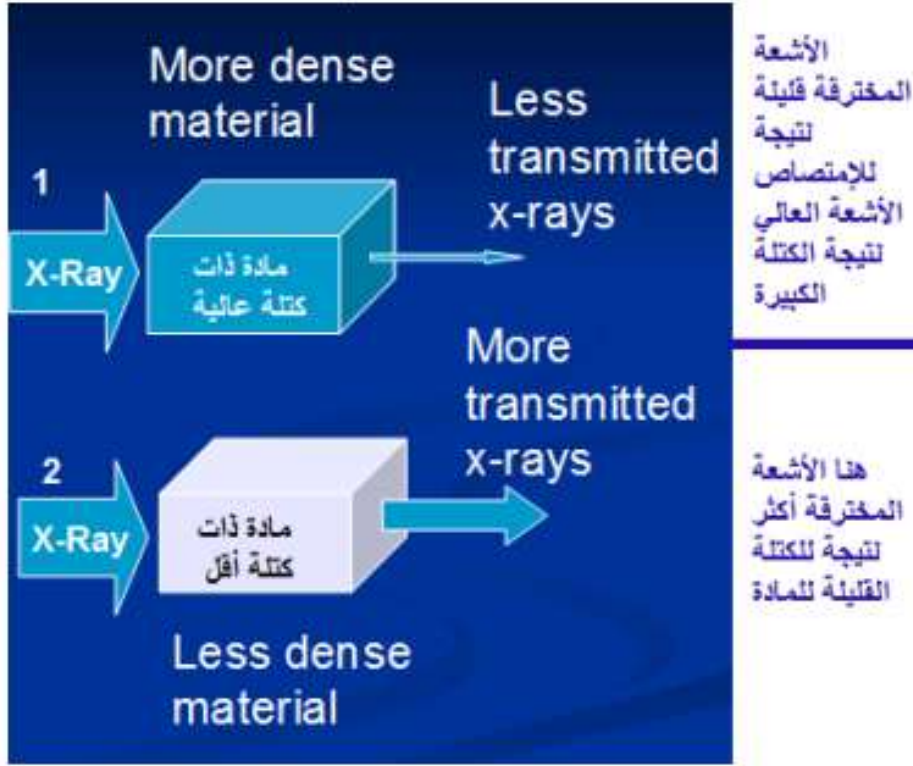 More dense
material
Less
transmitted
x-rays
1
X-Ray
مادة ذات
كتلة عالية
الأشعة
المخترقة قليلة
نتيجة
للإمتصاص
الأشعة العالي
نتيجة الكتلة
الكبيرة
More
transmitted
x-rays
2
X-Ray
مادة ذات
كتلة أقل
Less dense
material
هنا الأشعة
المخترقة أكثر
نتيجة للكتلة
القليلة للمادة